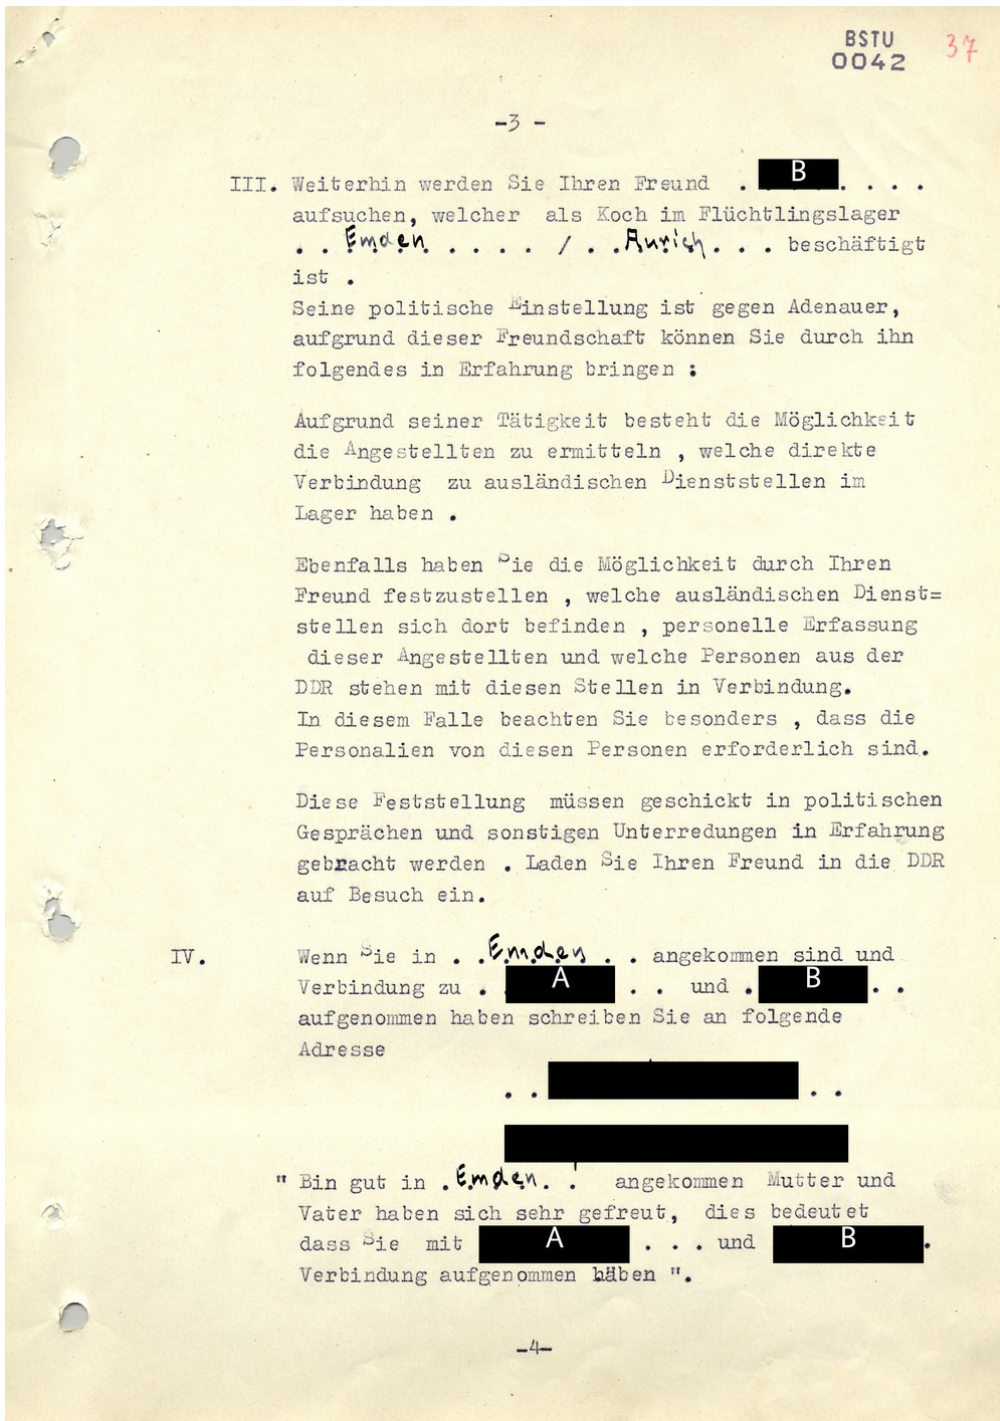 BSTU
0042
37
-3 -
III. Weiterhin werden Sie Ihren Freund . B . . . .
aufsuchen, welcher als Koch im Flüchtlingslager
. . Emden . . . . . / . . Aurich . . . beschäftigt
ist .
Seine politische Einstellung ist gegen Adenauer,
aufgrund dieser Freundschaft können Sie durch ihn
folgendes in Erfahrung bringen :
Aufgrund seiner Tätigkeit besteht die Möglichkeit
die Angestellten zu ermitteln , welche direkte
Verbindung zu ausländischen Dienststellen im
Lager haben .
Ebenfalls haben Sie die Möglichkeit durch Ihren
Freund festzustellen , welche ausländischen Dienst=
stellen sich dort befinden , personelle Erfassung
dieser Angestellten und welche Personen aus der
DDR stehen mit diesen Stellen in Verbindung.
In diesem Falle beachten Sie besonders , dass die
Personalien von diesen Personen erforderlich sind.
Diese Feststellung müssen geschickt in politischen
Gesprächen und sonstigen Unterredungen in Erfahrung
gebracht werden . Laden Sie Ihren Freund in die DDR
auf Besuch ein.
IV. Wenn Sie in . . Emden . . angekommen sind und
Verbindung zu . A . . und . B . .
aufgenommen haben schreiben Sie an folgende
Adresse
. . . .
" Bin gut in . Emden. . ' angekommen Mutter und
Vater haben sich sehr gefreut, dies bedeutet
dass Sie mit A . . . und B .
Verbindung aufgenommen häben ".
-4-